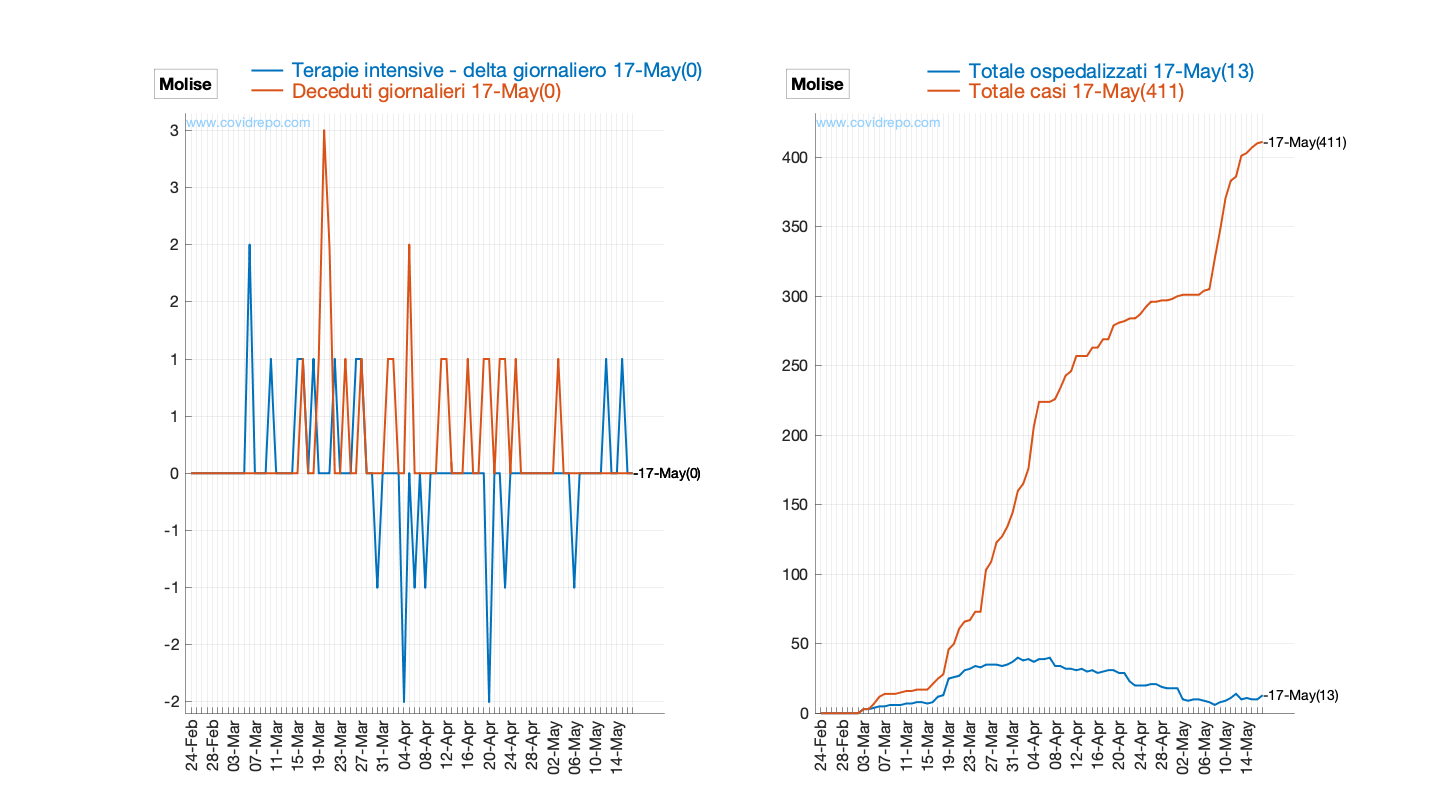 Molise
Terapie intensive - delta giornaliero 17-May(0)
Deceduti giornalieri 17-May(0)
www.covidrepo.com
3
3
2
2
1
1
0
-1
-1
-2
-2
-17-May(0)
24-Feb
28-Feb
03-Mar
07-Mar
11-Mar
15-Mar
19-Mar
23-Mar
27-Mar
31-Mar
04-Apr
08-Apr
12-Apr
16-Apr
20-Apr
24-Apr
28-Apr
02-May
06-May
10-May
14-May
Molise
Totale ospedalizzati 17-May(13)
Totale casi 17-May(411)
www.covidrepo.com
-17-May(411)
400
350
300
250
200
150
100
50
0
-17-May(13)
24-Feb
28-Feb
03-Mar
07-Mar
11-Mar
15-Mar
19-Mar
23-Mar
27-Mar
31-Mar
04-Apr
08-Apr
12-Apr
16-Apr
20-Apr
24-Apr
28-Apr
02-May
06-May
10-May
14-May